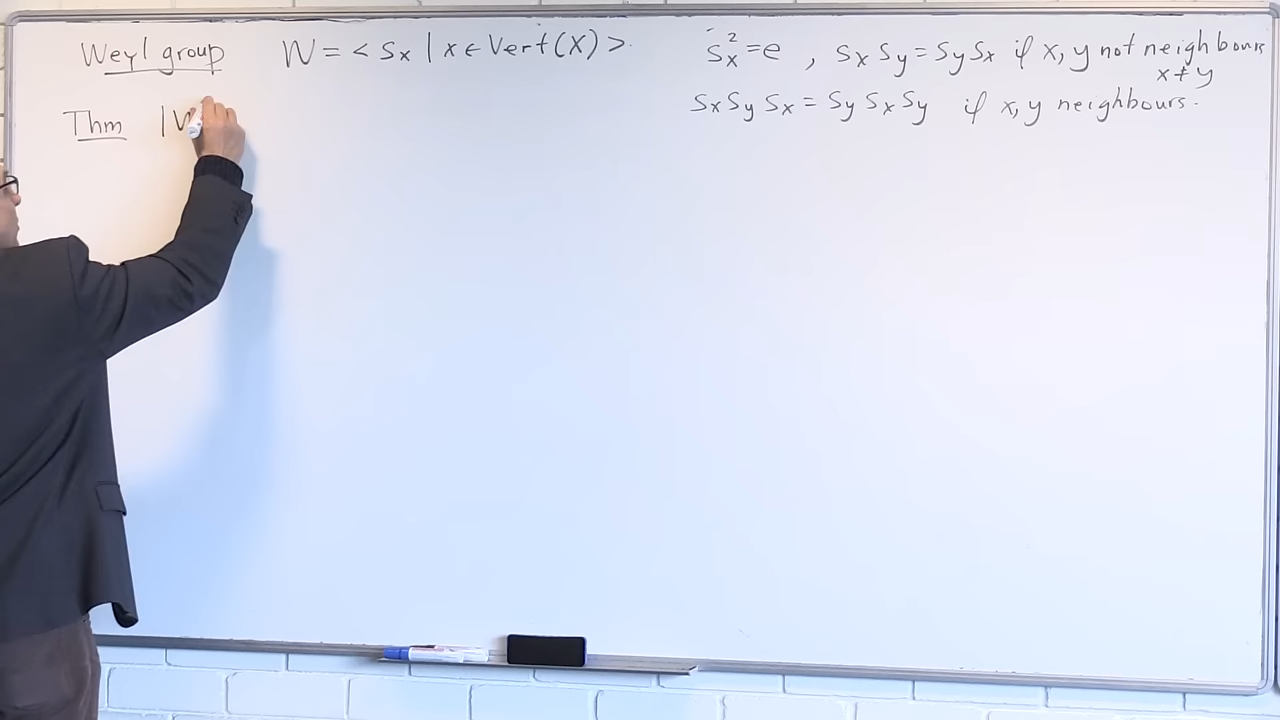 Weyl group W = < s_x | x ∈ Vert(X) >. s_x^2 = e , s_x s_y = s_y s_x if x, y not neighbours
x ≠ y
Thm |W s_x s_y s_x = s_y s_x s_y if x, y neighbours.